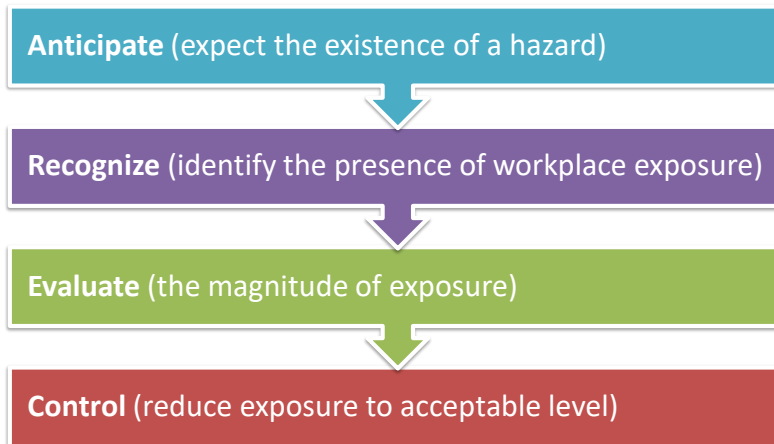 Anticipate (expect the existence of a hazard)
Recognize (identify the presence of workplace exposure)
Evaluate (the magnitude of exposure)
Control (reduce exposure to acceptable level)